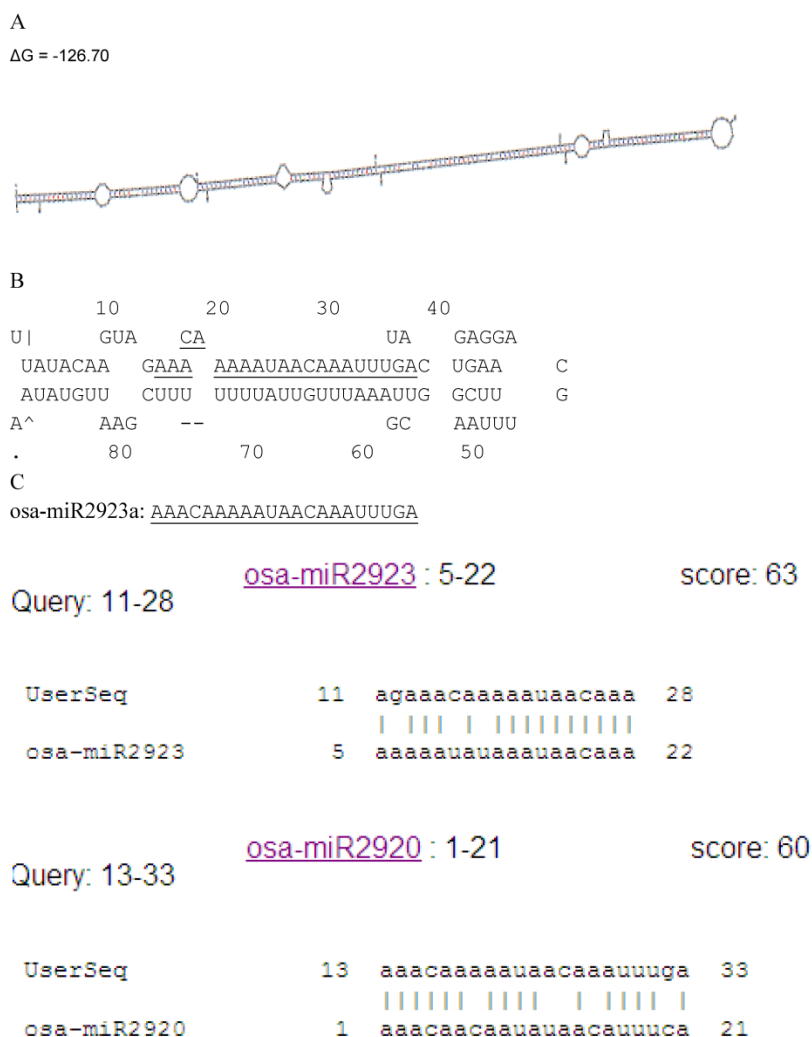 A
ΔG = -126.70
B
10 20 30 40
U| GUA CA UA GAGGA
UAUACAA GAAA AAAAUAACAAAUUUGAC UGAA C
AUAUGUU CUUU UUUUAUUGUUUAAAUUG GCUU G
A^ AAG -- GC AAUUU
. 80 70 60 50
C
osa-miR2923a: AAACAAAAAUAACAAAUUUGA
osa-miR2923 : 5-22 score: 63
Query: 11-28
UserSeq 11 agaaacaaaaauaacaaa 28
| ||| | ||||||||||
osa-miR2923 5 aaaaauauaaauaacaaa 22
osa-miR2920 : 1-21 score: 60
Query: 13-33
UserSeq 13 aaacaaaaauaacaaauuuga 33
|||||| |||| | |||| |
osa-miR2920 1 aaacaacaauauaacauuuca 21